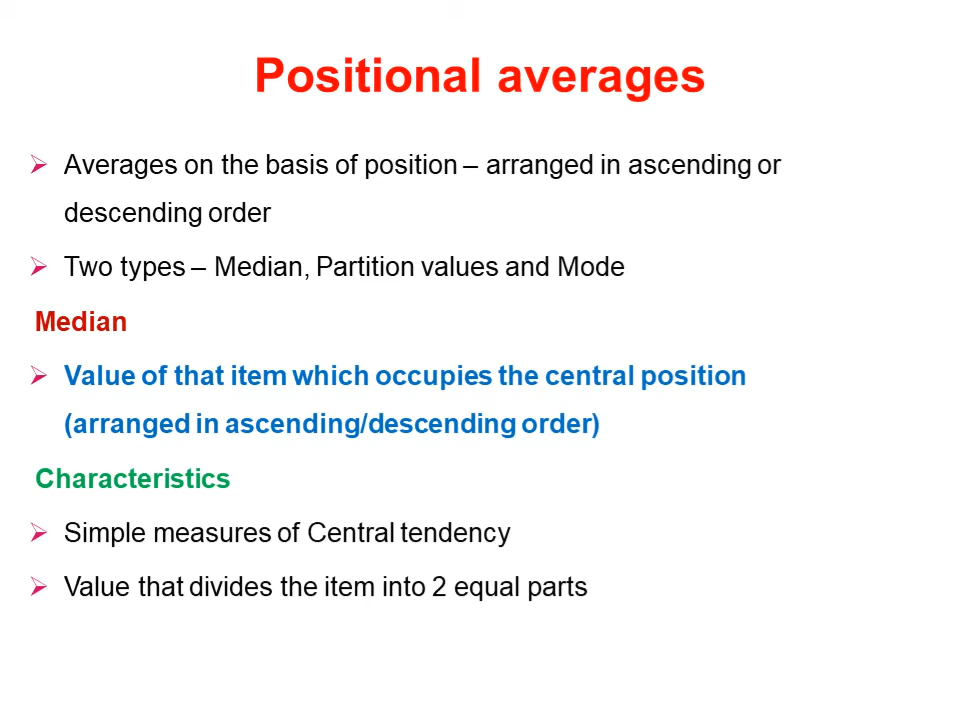 Positional averages
Averages on the basis of position – arranged in ascending or
descending order
Two types – Median, Partition values and Mode
Median
Value of that item which occupies the central position
(arranged in ascending/descending order)
Characteristics
Simple measures of Central tendency
Value that divides the item into 2 equal parts